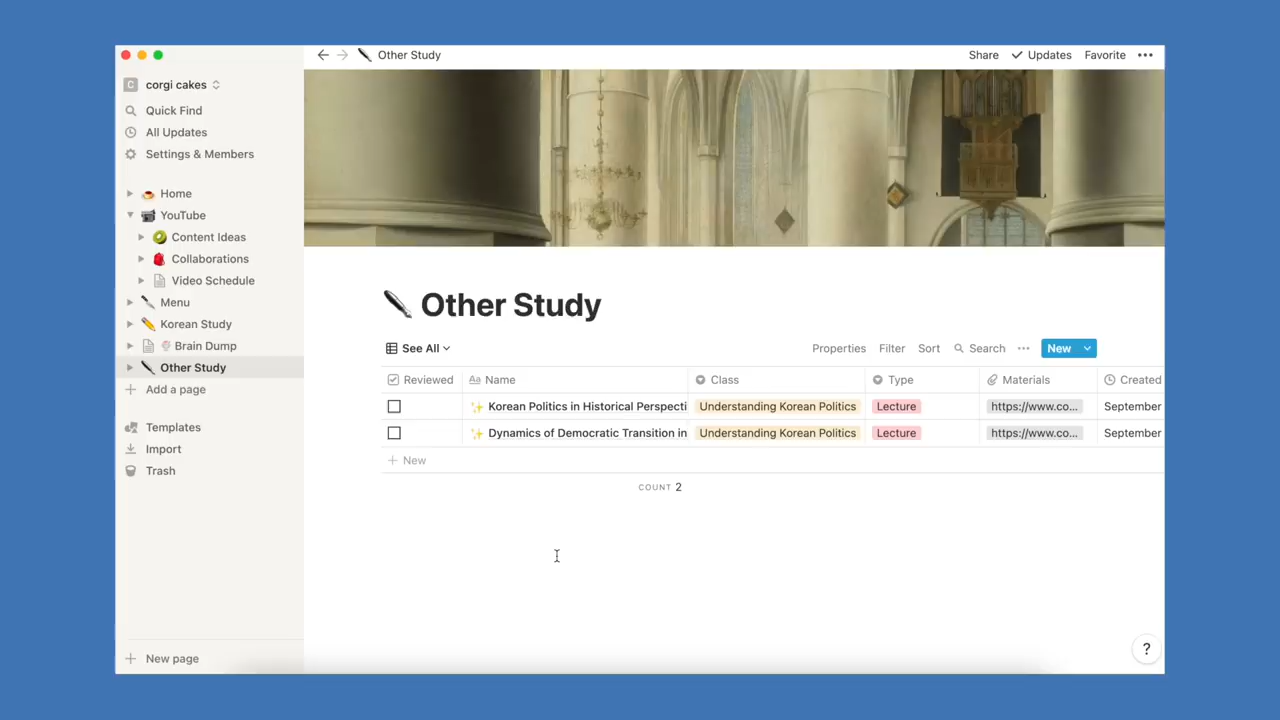 Other Study
Share
Updates
Favorite
C
corgi cakes
Quick Find
All Updates
Settings & Members
Home
YouTube
Content Ideas
Collaborations
Video Schedule
Menu
Korean Study
Brain Dump
Other Study
Add a page
Templates
Import
Trash
New page
Other Study
See All
Properties
Filter
Sort
Search
New
Reviewed
Aa Name
Class
Type
Materials
Created
Korean Politics in Historical Perspecti
Understanding Korean Politics
Lecture
https://www.co...
September
Dynamics of Democratic Transition in
Understanding Korean Politics
Lecture
https://www.co...
September
New
COUNT 2
?